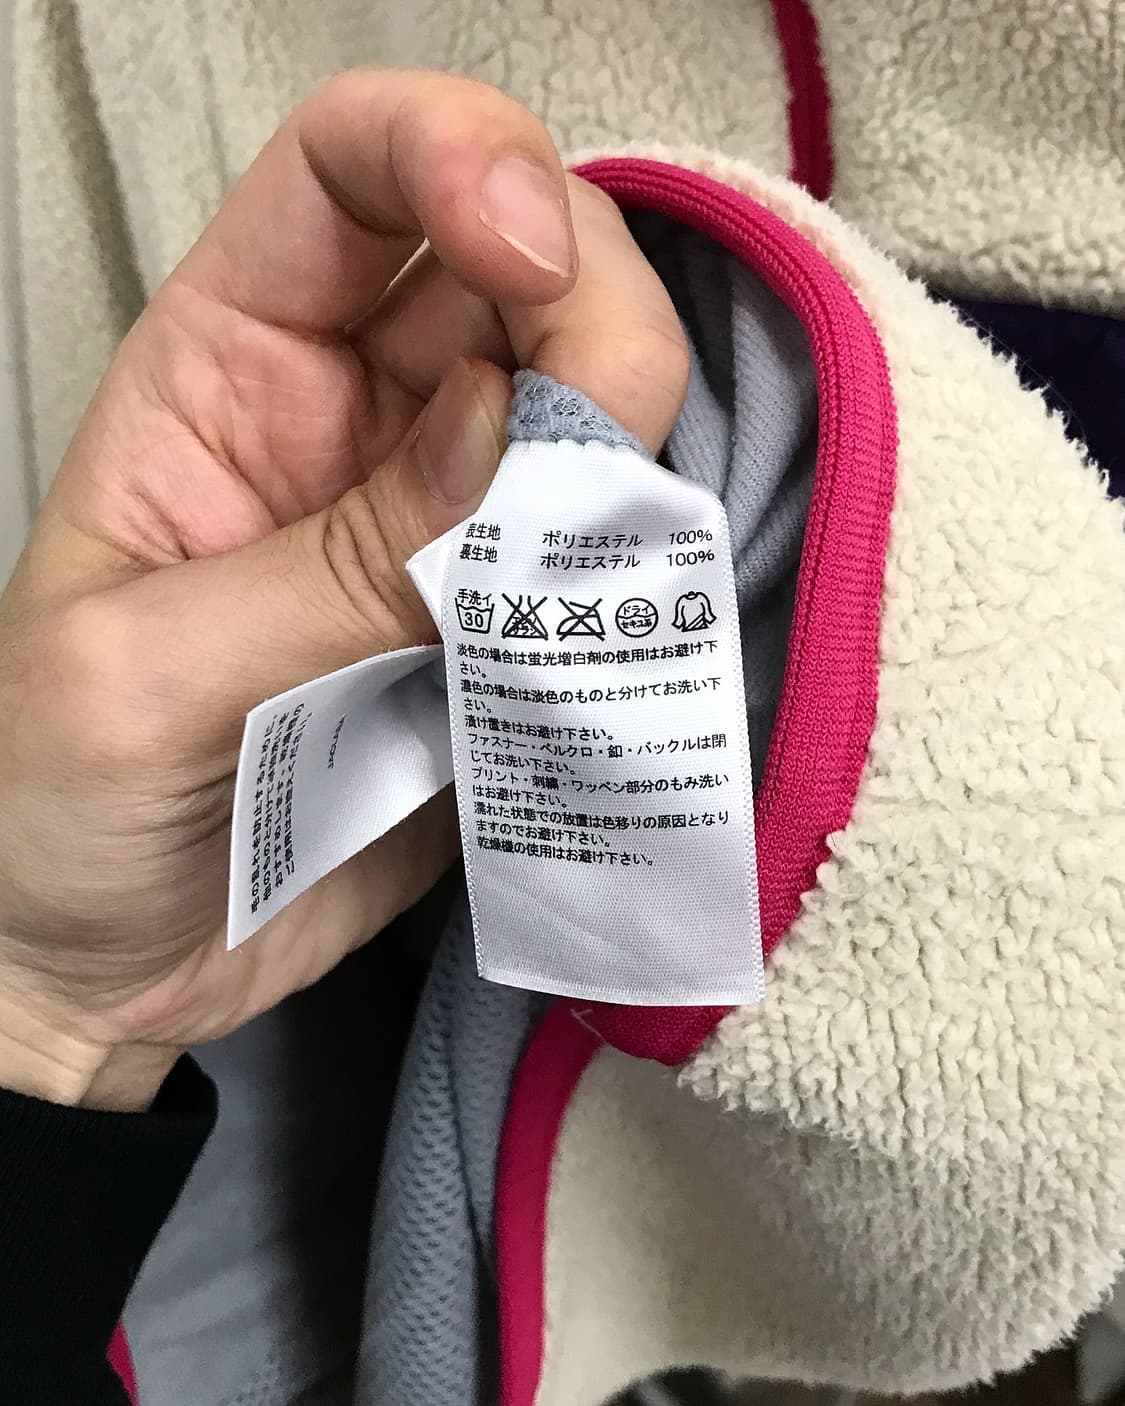 表生地 ポリエステル 100%
裏生地 ポリエステル 100%
手洗イ
30
ドライ
セキユ系
淡色の場合は蛍光増白剤の使用はお避け下
さい。
濃色の場合は淡色のものと分けてお洗い下
さい。
漬け置きはお避け下さい。
ファスナー・ベルクロ・釦・バックルは閉
じてお洗い下さい。
プリント・刺繍・ワッペン部分のもみ洗い
はお避け下さい。
濡れた状態での放置は色移りの原因となり
ますのでお避け下さい。
乾燥機の使用はお避け下さい。